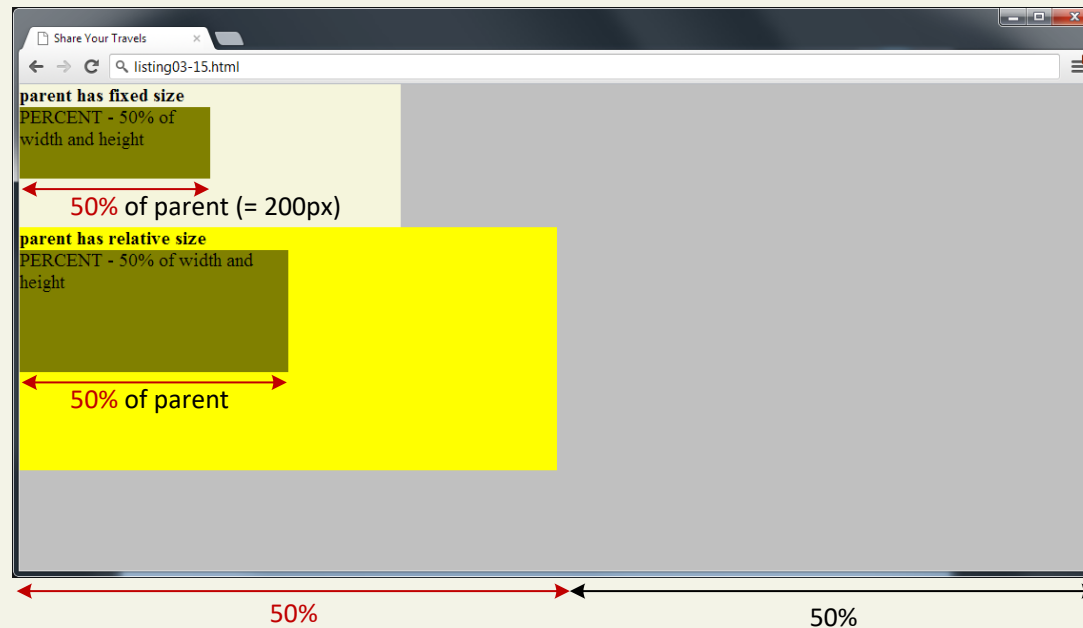 Share Your Travels
listing03-15.html
parent has fixed size
PERCENT - 50% of
width and height
50% of parent (= 200px)
parent has relative size
PERCENT - 50% of width and
height
50% of parent
50%
50%